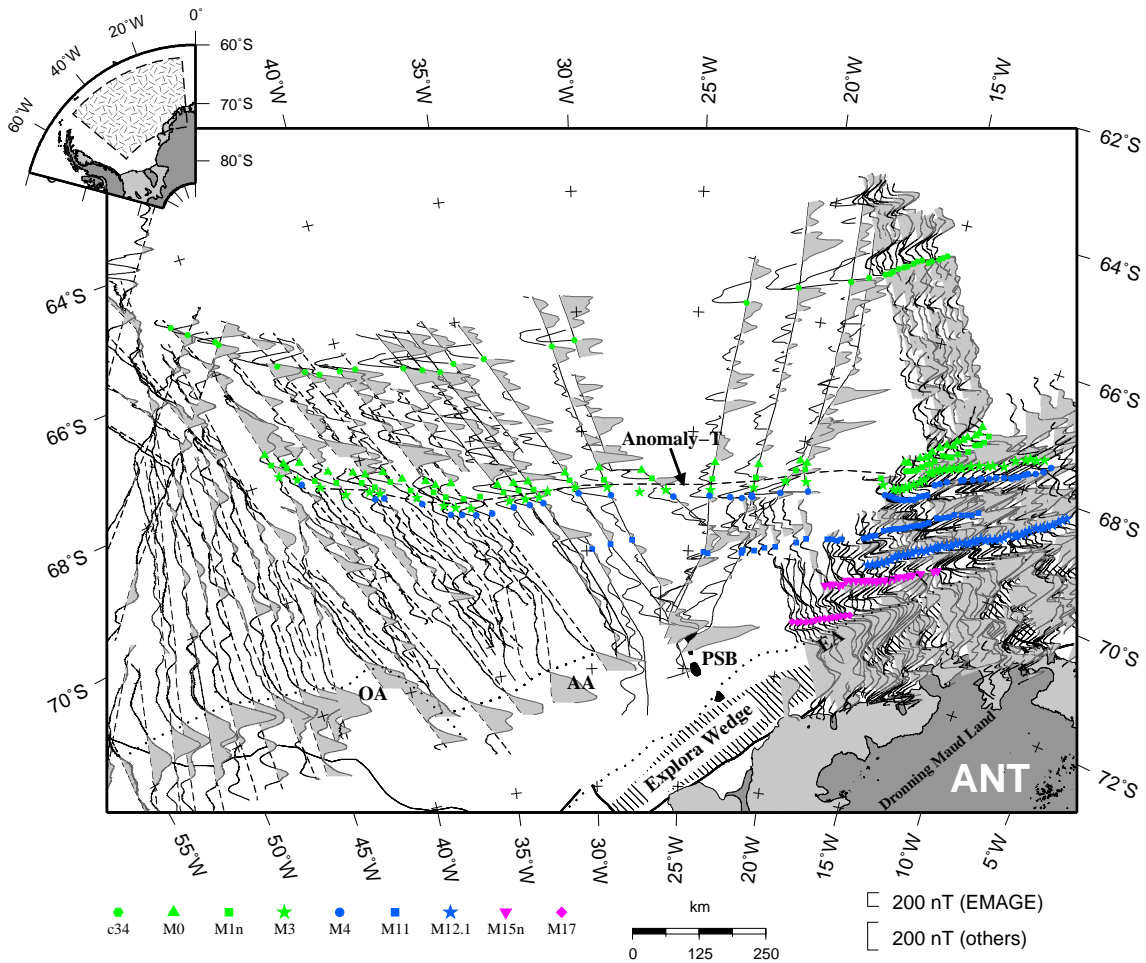 0˚
20˚W
40˚W
60˚W
60˚S
70˚S
80˚S
40˚W
35˚W
30˚W
25˚W
20˚W
15˚W
62˚S
64˚S
66˚S
68˚S
70˚S
72˚S
64˚S
66˚S
68˚S
70˚S
Anomaly–T
EA
PSB
OA
AA
Explora Wedge
Dronning Maud Land
ANT
55˚W
50˚W
40˚W
35˚W
30˚W
25˚W
20˚W
15˚W
10˚W
5˚W
c34
M0
M1n
M3
M4
M11
M12.1
M15n
M17
km
0 125 250
200 nT (EMAGE)
200 nT (others)